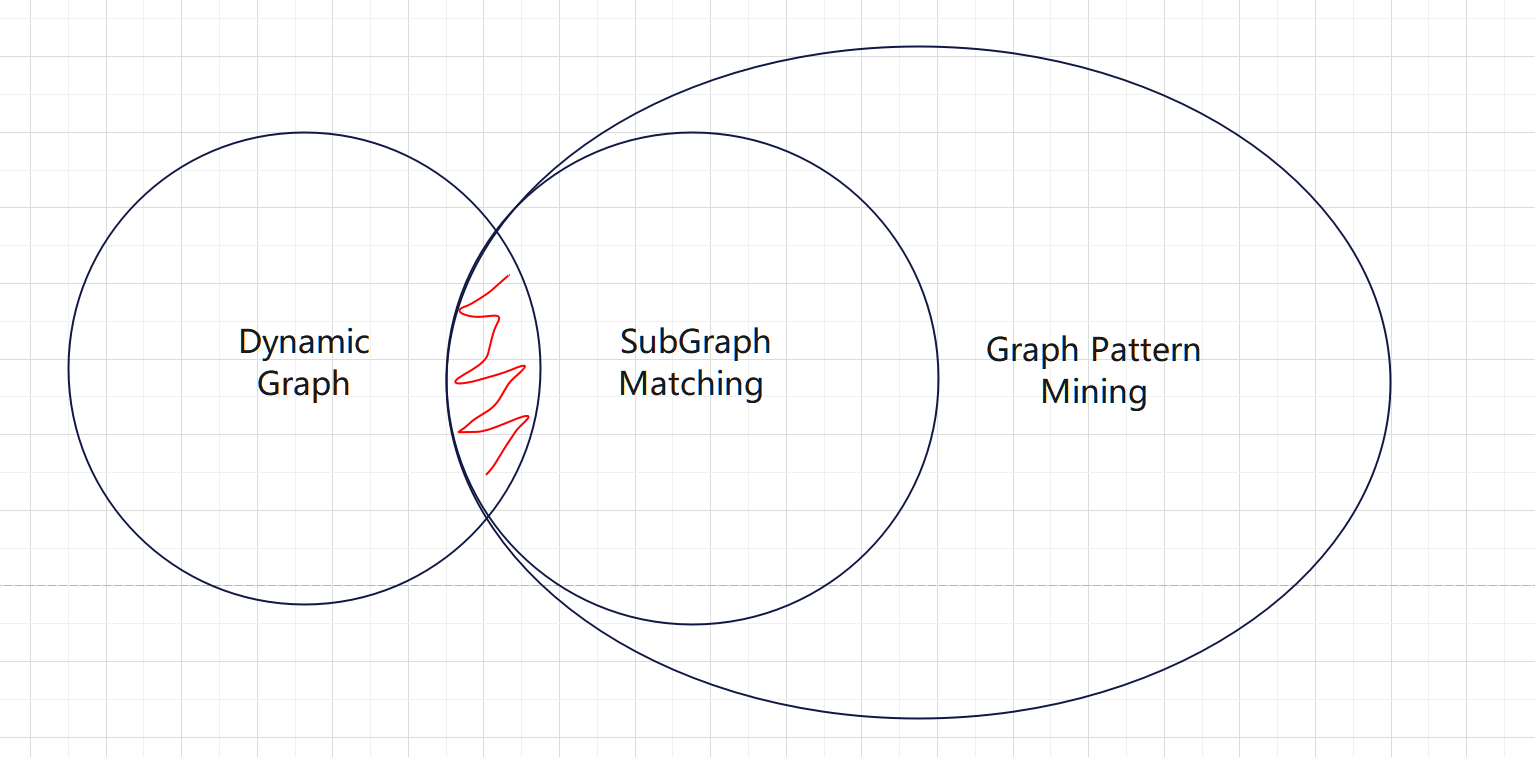 Dynamic
Graph
SubGraph
Matching
Graph Pattern
Mining